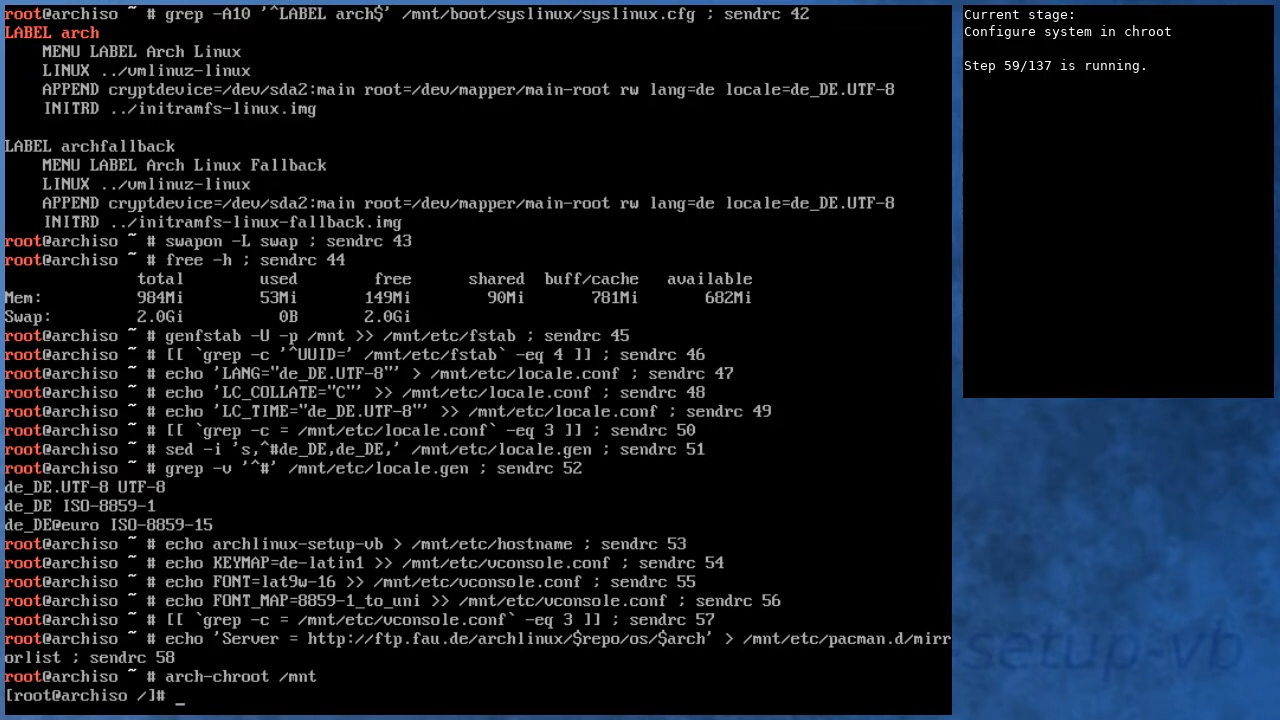 root@archiso ~ # grep -A10 '^LABEL arch$' /mnt/boot/syslinux/syslinux.cfg ; sendrc 42
LABEL arch
    MENU LABEL Arch Linux
    LINUX ../vmlinuz-linux
    APPEND cryptdevice=/dev/sda2:main root=/dev/mapper/main-root rw lang=de locale=de_DE.UTF-8
    INITRD ../initramfs-linux.img

LABEL archfallback
    MENU LABEL Arch Linux Fallback
    LINUX ../vmlinuz-linux
    APPEND cryptdevice=/dev/sda2:main root=/dev/mapper/main-root rw lang=de locale=de_DE.UTF-8
    INITRD ../initramfs-linux-fallback.img
root@archiso ~ # swapon -L swap ; sendrc 43
root@archiso ~ # free -h ; sendrc 44
              total        used        free      shared  buff/cache   available
Mem:          984Mi        53Mi       149Mi        90Mi       781Mi       682Mi
Swap:         2.0Gi          0B       2.0Gi
root@archiso ~ # genfstab -U -p /mnt >> /mnt/etc/fstab ; sendrc 45
root@archiso ~ # [[ `grep -c '^UUID=' /mnt/etc/fstab` -eq 4 ]] ; sendrc 46
root@archiso ~ # echo 'LANG="de_DE.UTF-8"' > /mnt/etc/locale.conf ; sendrc 47
root@archiso ~ # echo 'LC_COLLATE="C"' >> /mnt/etc/locale.conf ; sendrc 48
root@archiso ~ # echo 'LC_TIME="de_DE.UTF-8"' >> /mnt/etc/locale.conf ; sendrc 49
root@archiso ~ # [[ `grep -c = /mnt/etc/locale.conf` -eq 3 ]] ; sendrc 50
root@archiso ~ # sed -i 's,^#de_DE,de_DE,' /mnt/etc/locale.gen ; sendrc 51
root@archiso ~ # grep -v '^#' /mnt/etc/locale.gen ; sendrc 52
de_DE.UTF-8 UTF-8
de_DE ISO-8859-1
de_DE@euro ISO-8859-15
root@archiso ~ # echo archlinux-setup-vb > /mnt/etc/hostname ; sendrc 53
root@archiso ~ # echo KEYMAP=de-latin1 >> /mnt/etc/vconsole.conf ; sendrc 54
root@archiso ~ # echo FONT=lat9w-16 >> /mnt/etc/vconsole.conf ; sendrc 55
root@archiso ~ # echo FONT_MAP=8859-1_to_uni >> /mnt/etc/vconsole.conf ; sendrc 56
root@archiso ~ # [[ `grep -c = /mnt/etc/vconsole.conf` -eq 3 ]] ; sendrc 57
root@archiso ~ # echo 'Server = http://ftp.fau.de/archlinux/$repo/os/$arch' > /mnt/etc/pacman.d/mirr
orlist ; sendrc 58
root@archiso ~ # arch-chroot /mnt
[root@archiso /]# _
Current stage:
Configure system in chroot

Step 59/137 is running.
-setup-vb